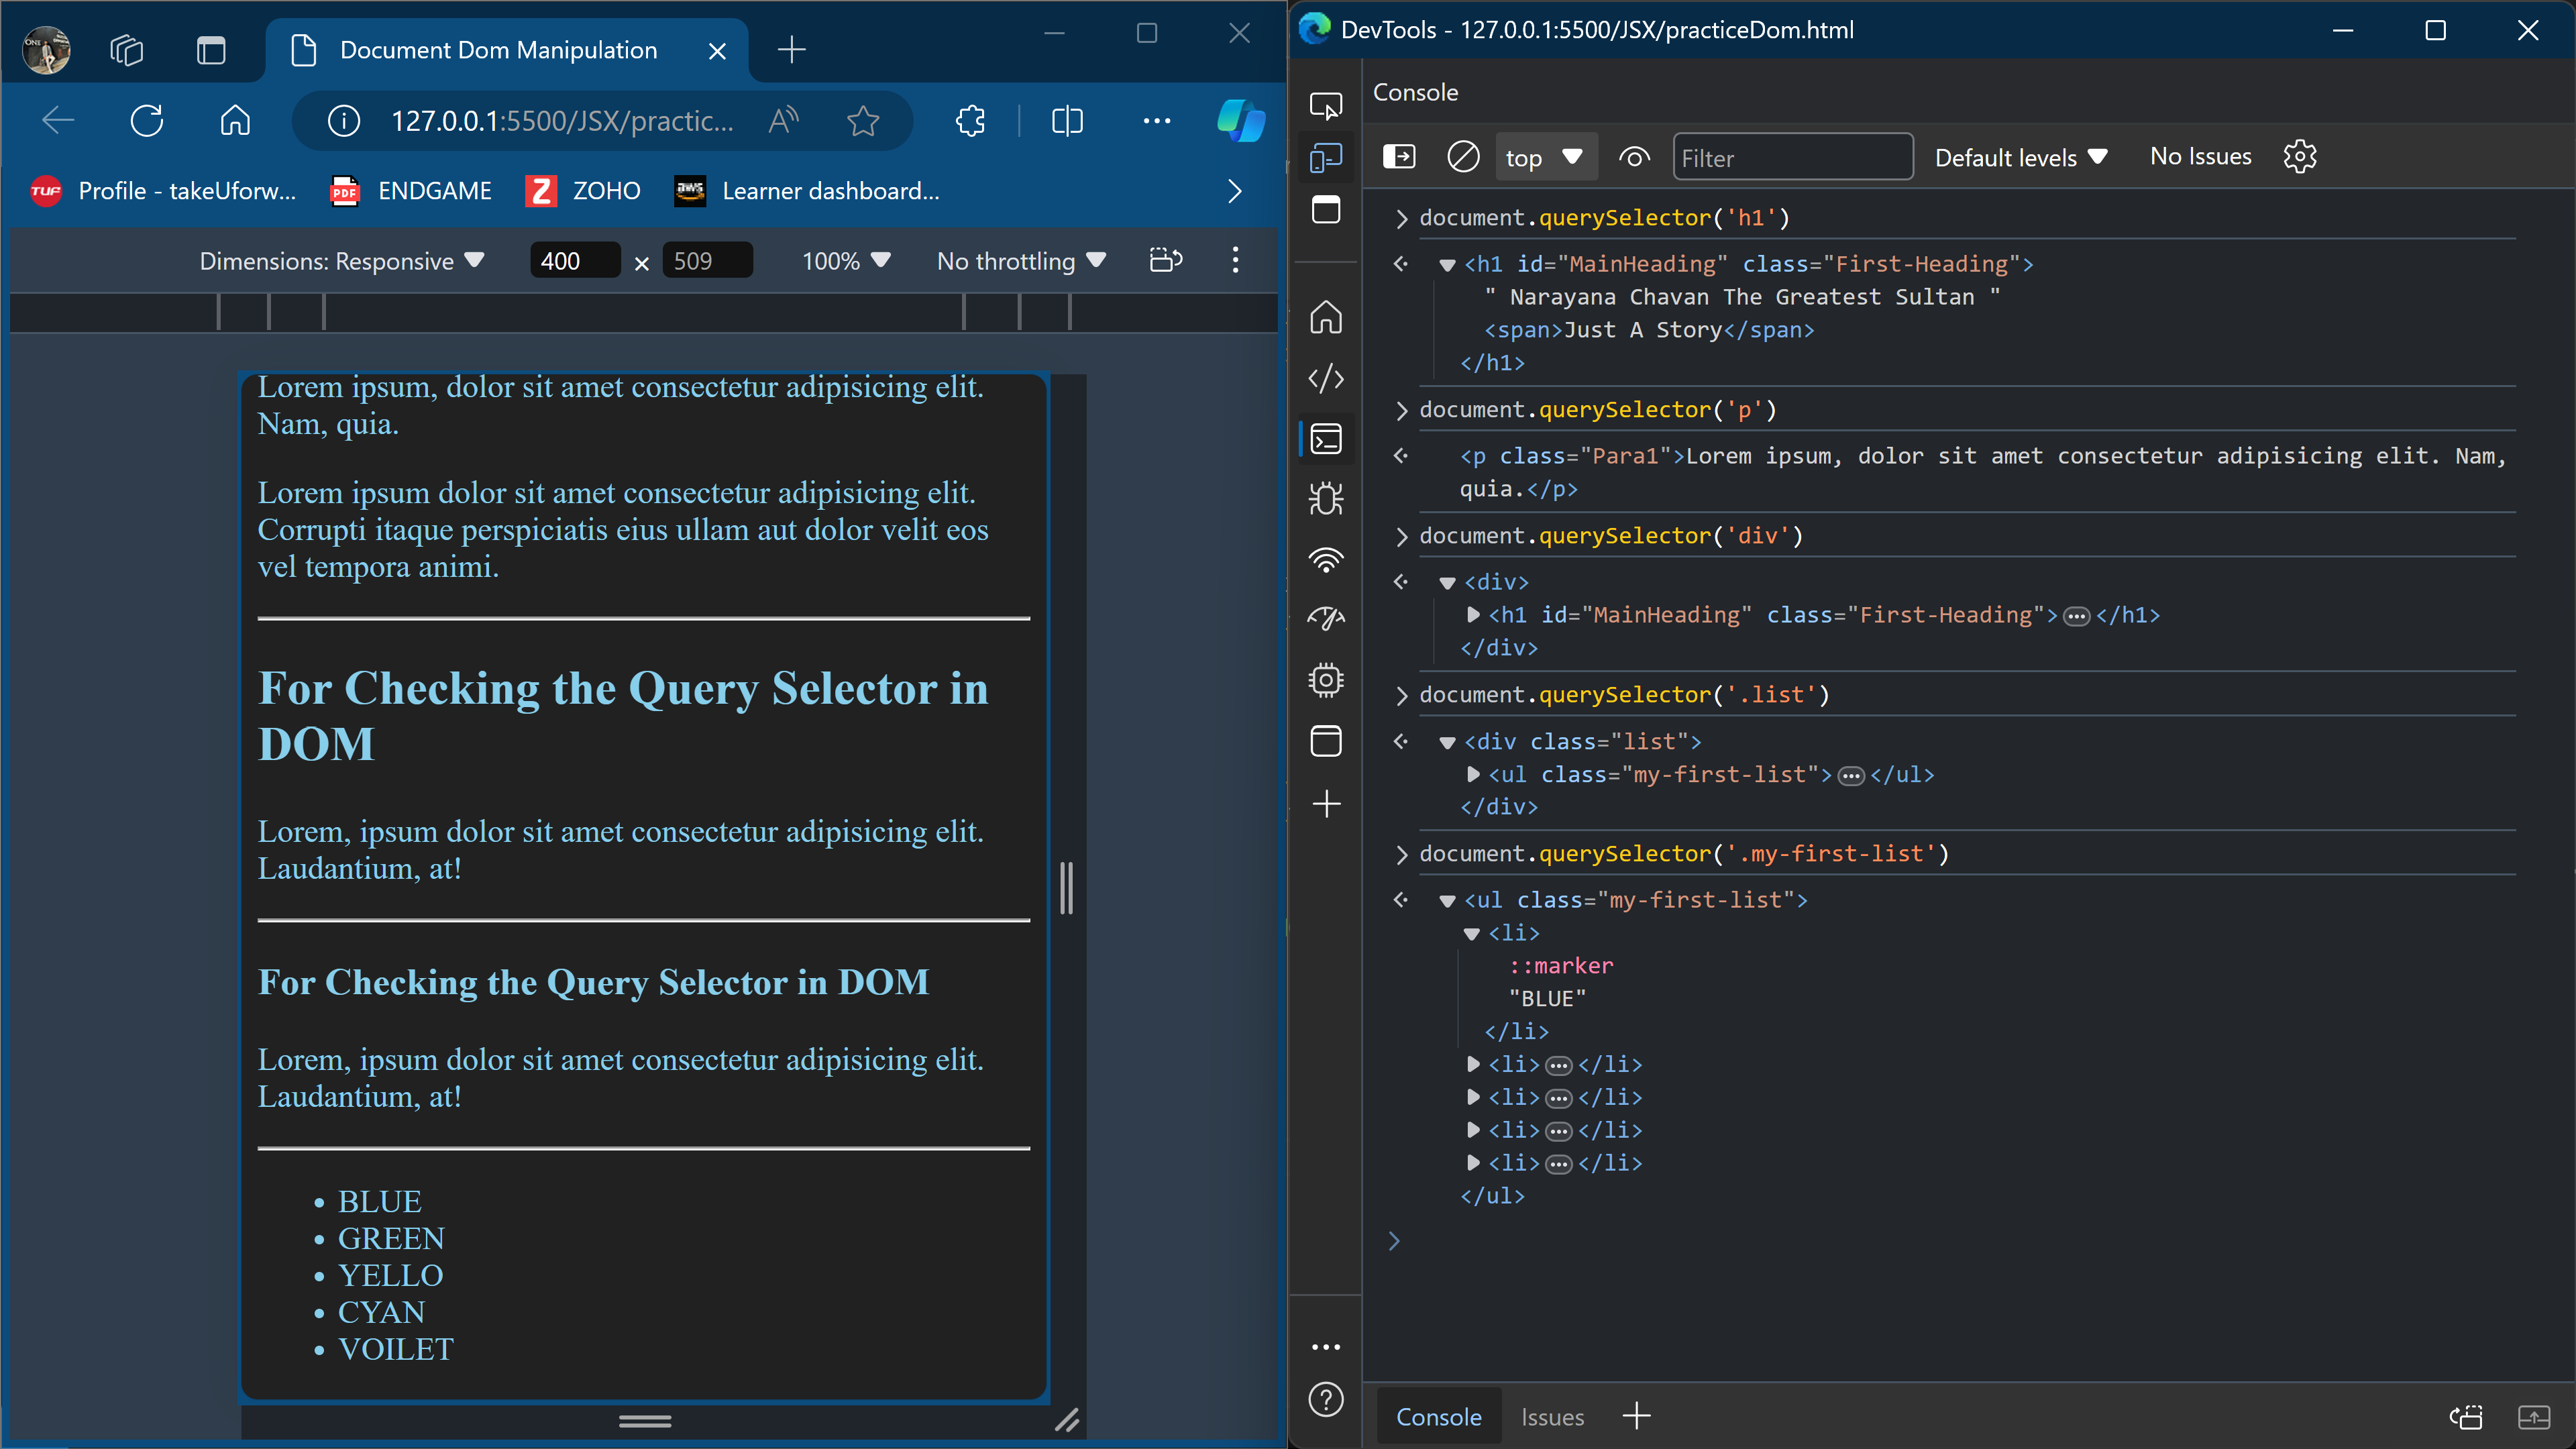 Document Dom Manipulation
127.0.0.1:5500/JSX/practic...
TUF Profile - takeUforw... PDF ENDGAME Z ZOHO aws Learner dashboard...
Dimensions: Responsive 400 × 509 100% No throttling
Lorem ipsum, dolor sit amet consectetur adipisicing elit.
Nam, quia.
Lorem ipsum dolor sit amet consectetur adipisicing elit.
Corrupti itaque perspiciatis eius ullam aut dolor velit eos
vel tempora animi.
For Checking the Query Selector in
DOM
Lorem, ipsum dolor sit amet consectetur adipisicing elit.
Laudantium, at!
For Checking the Query Selector in DOM
Lorem, ipsum dolor sit amet consectetur adipisicing elit.
Laudantium, at!
• BLUE
• GREEN
• YELLO
• CYAN
• VOILET
DevTools - 127.0.0.1:5500/JSX/practiceDom.html
Console
top Filter Default levels No Issues
document.querySelector('h1')
<h1 id="MainHeading" class="First-Heading">
" Narayana Chavan The Greatest Sultan "
<span>Just A Story</span>
</h1>
document.querySelector('p')
<p class="Para1">Lorem ipsum, dolor sit amet consectetur adipisicing elit. Nam,
quia.</p>
document.querySelector('div')
<div>
<h1 id="MainHeading" class="First-Heading">…</h1>
</div>
document.querySelector('.list')
<div class="list">
<ul class="my-first-list">…</ul>
</div>
document.querySelector('.my-first-list')
<ul class="my-first-list">
<li>
::marker
"BLUE"
</li>
<li>…</li>
<li>…</li>
<li>…</li>
<li>…</li>
</ul>
Console Issues